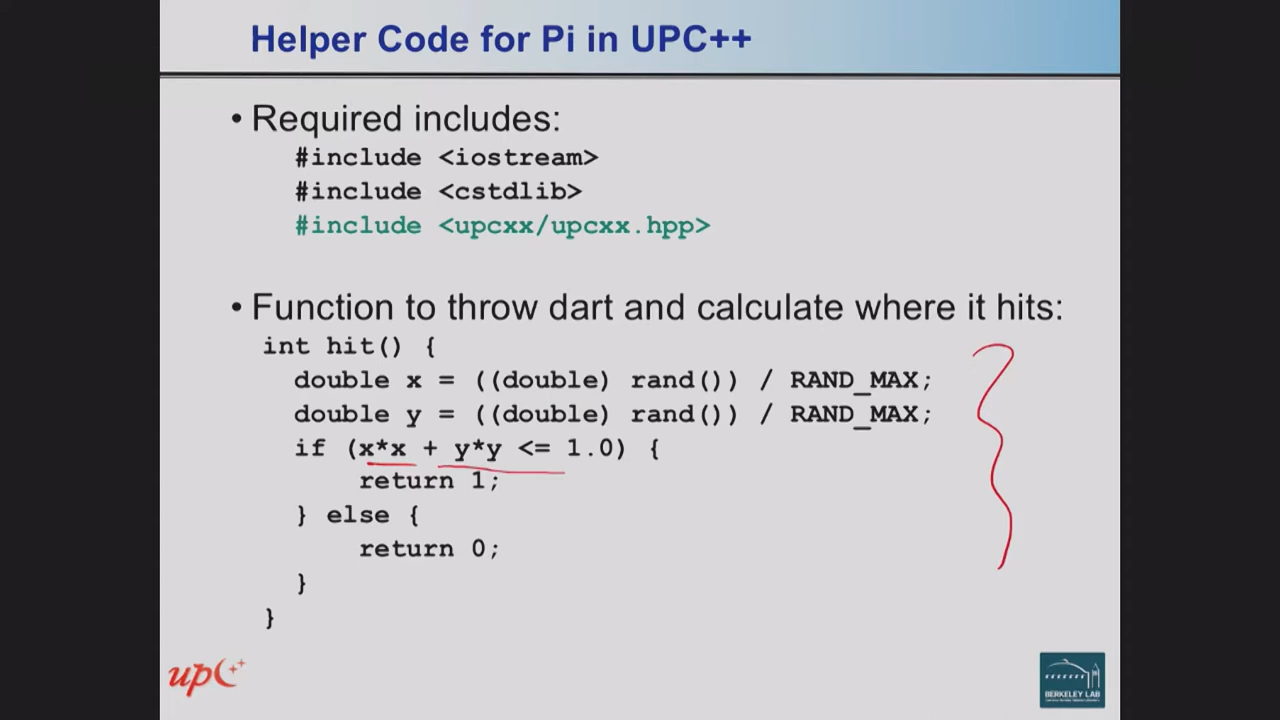 Helper Code for Pi in UPC++
• Required includes:
#include <iostream>
#include <cstdlib>
#include <upcxx/upcxx.hpp>
• Function to throw dart and calculate where it hits:
int hit() {
double x = ((double) rand()) / RAND_MAX;
double y = ((double) rand()) / RAND_MAX;
if (x*x + y*y <= 1.0) {
return 1;
} else {
return 0;
}
}
upC++
BERKELEY LAB